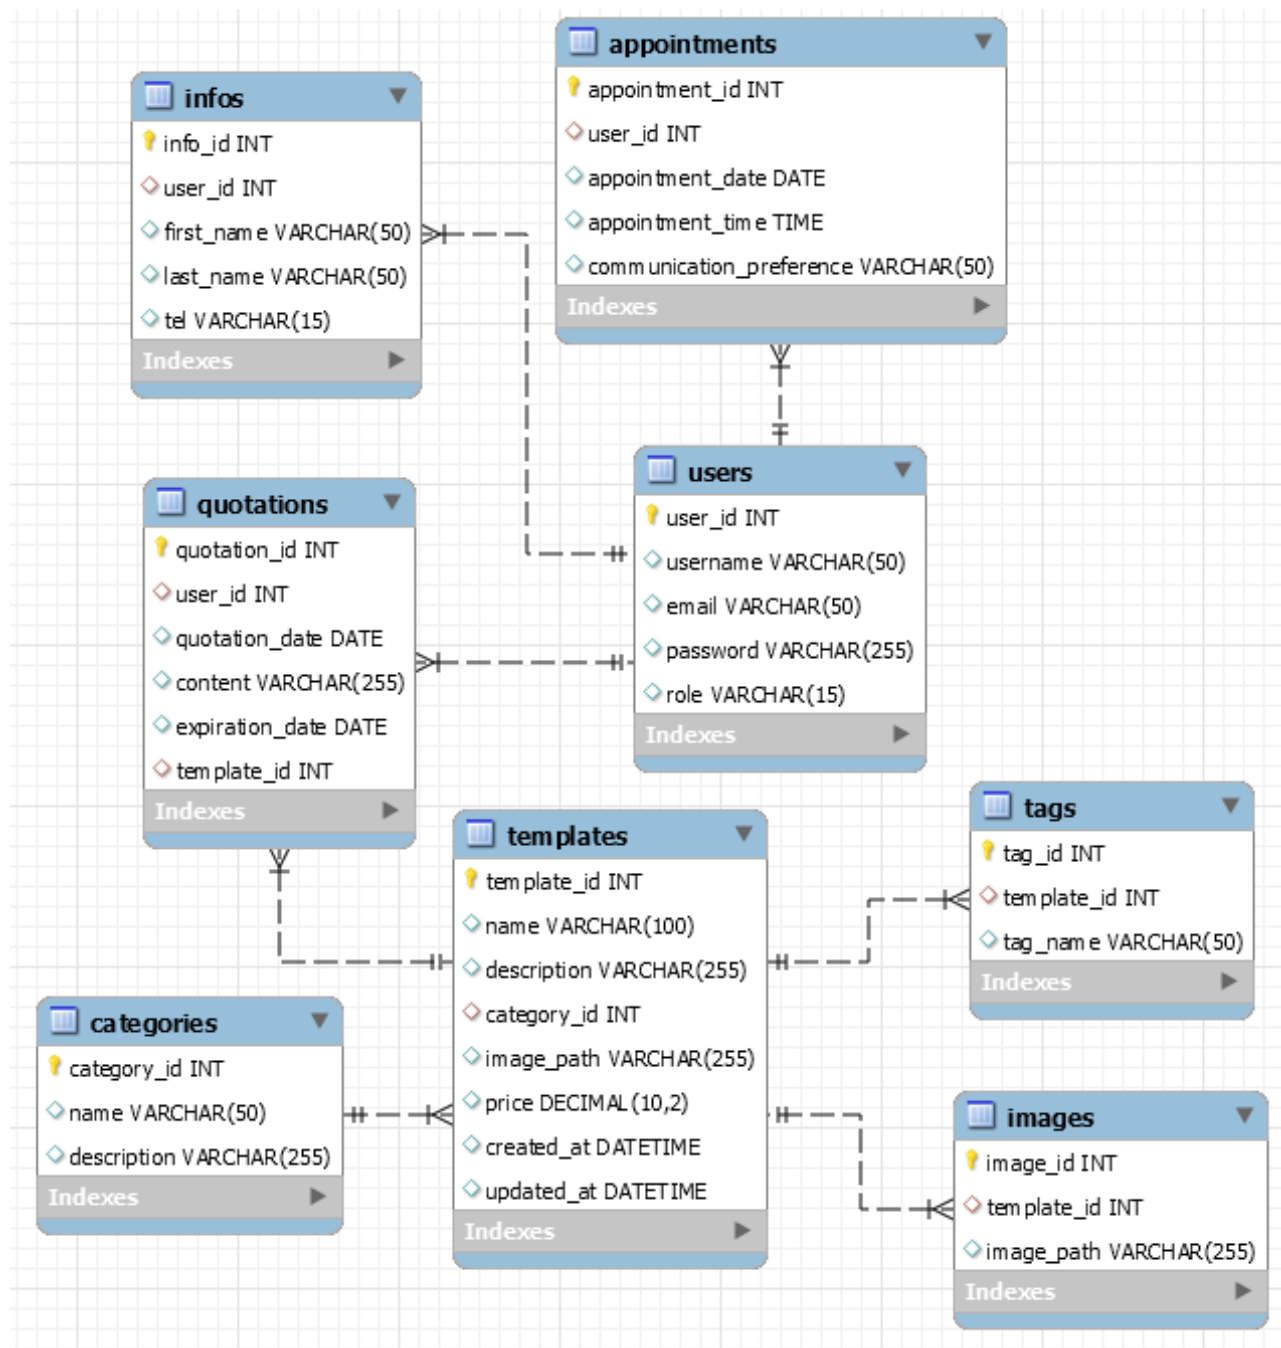 appointments
appointment_id INT
user_id INT
appointment_date DATE
appointment_time TIME
communication_preference VARCHAR(50)
Indexes
infos
info_id INT
user_id INT
first_name VARCHAR(50)
last_name VARCHAR(50)
tel VARCHAR(15)
Indexes
users
user_id INT
username VARCHAR(50)
email VARCHAR(50)
password VARCHAR(255)
role VARCHAR(15)
Indexes
quotations
quotation_id INT
user_id INT
quotation_date DATE
content VARCHAR(255)
expiration_date DATE
template_id INT
Indexes
templates
template_id INT
name VARCHAR(100)
description VARCHAR(255)
category_id INT
image_path VARCHAR(255)
price DECIMAL(10,2)
created_at DATETIME
updated_at DATETIME
Indexes
tags
tag_id INT
template_id INT
tag_name VARCHAR(50)
Indexes
categories
category_id INT
name VARCHAR(50)
description VARCHAR(255)
Indexes
images
image_id INT
template_id INT
image_path VARCHAR(255)
Indexes